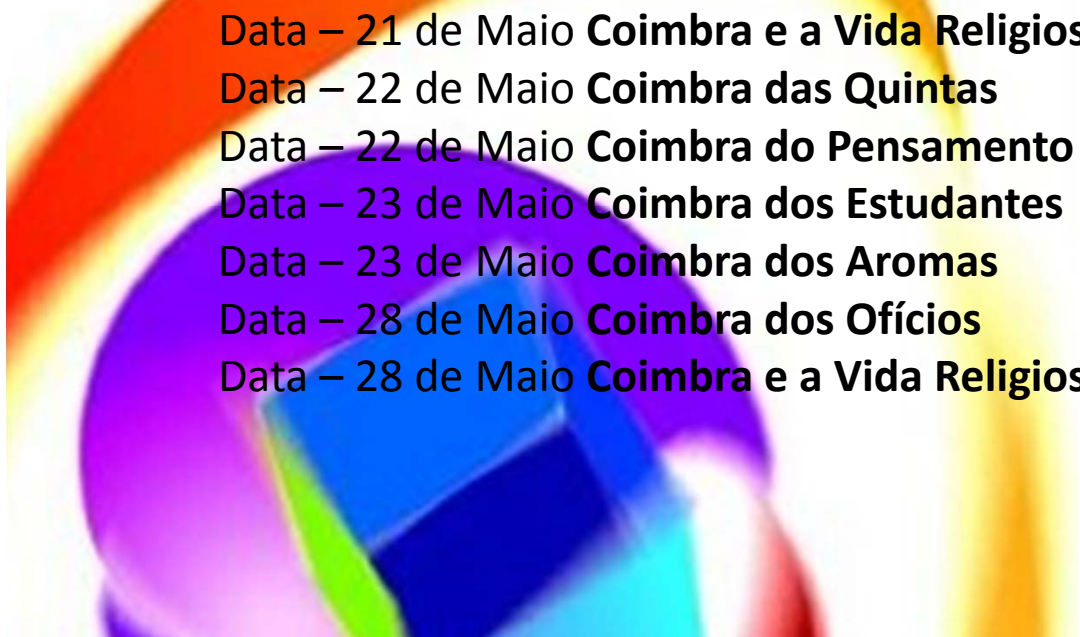 Data – 21 de Maio Coimbra e a Vida Religios
Data – 22 de Maio Coimbra das Quintas
Data – 22 de Maio Coimbra do Pensamento
Data – 23 de Maio Coimbra dos Estudantes
Data – 23 de Maio Coimbra dos Aromas
Data – 28 de Maio Coimbra dos Ofícios
Data – 28 de Maio Coimbra e a Vida Religios